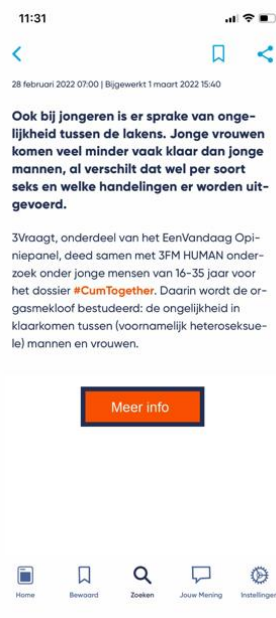 11:31
28 februari 2022 07:00 | Bijgewerkt 1 maart 2022 15:40
Ook bij jongeren is er sprake van onge-
lijkheid tussen de lakens. Jonge vrouwen
komen veel minder vaak klaar dan jonge
mannen, al verschilt dat wel per soort
seks en welke handelingen er worden uit-
gevoerd.
3Vraagt, onderdeel van het EenVandaag Opi-
niepanel, deed samen met 3FM HUMAN onder-
zoek onder jonge mensen van 16-35 jaar voor
het dossier #CumTogether. Daarin wordt de or-
gasmekloof bestudeerd: de ongelijkheid in
klaarkomen tussen (voornamelijk heteroseksue-
le) mannen en vrouwen.
Meer info
Home Bewaard Zoeken Jouw Mening Instellingen